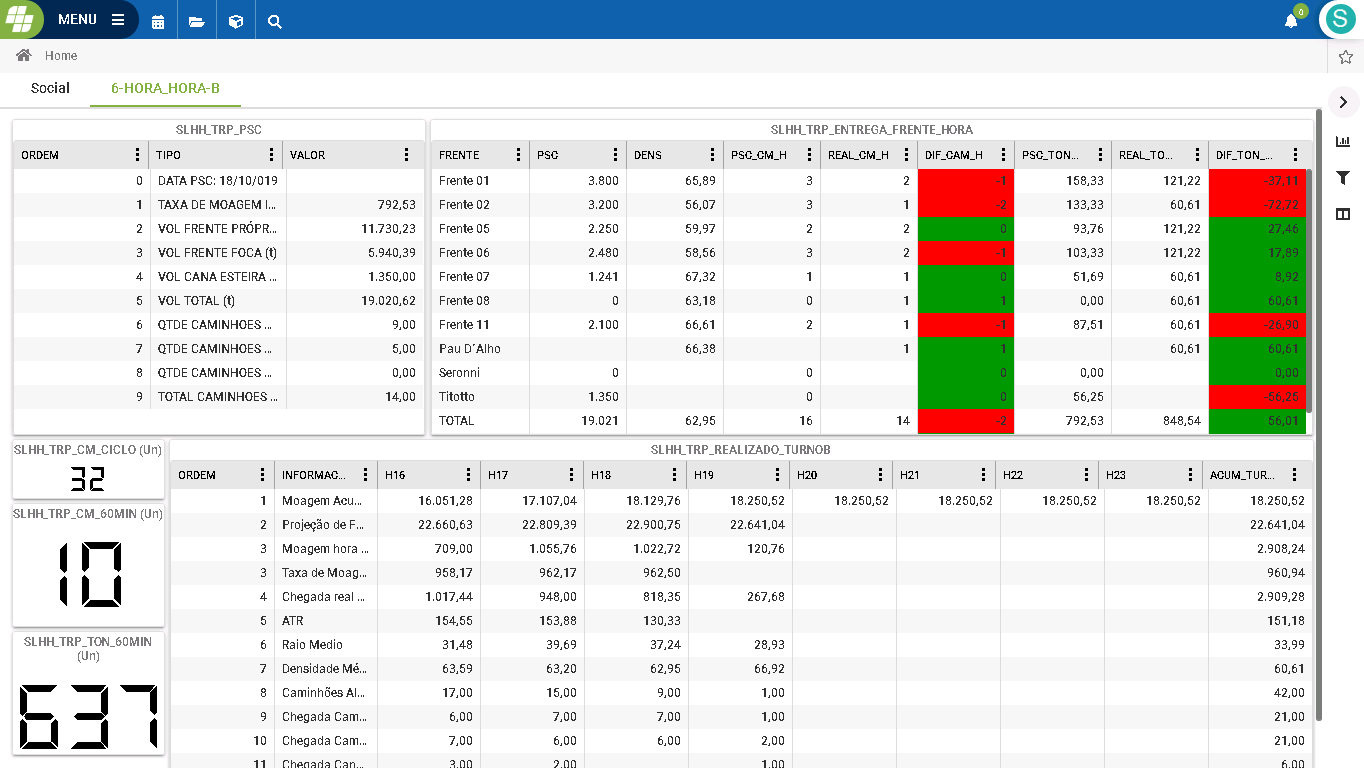 MENU
0
S
Home
Social 6-HORA_HORA-B
SLHH_TRP_PSC
ORDEM TIPO VALOR
0 DATA PSC: 18/10/019
1 TAXA DE MOAGEM I... 792,53
2 VOL FRENTE PRÓPR... 11.730,23
3 VOL FRENTE FOCA (t) 5.940,39
4 VOL CANA ESTEIRA ... 1.350,00
5 VOL TOTAL (t) 19.020,62
6 QTDE CAMINHOES ... 9,00
7 QTDE CAMINHOES ... 5,00
8 QTDE CAMINHOES ... 0,00
9 TOTAL CAMINHOES ... 14,00
SLHH_TRP_ENTREGA_FRENTE_HORA
FRENTE PSC DENS PSC_CM_H REAL_CM_H DIF_CAM_H PSC_TON... REAL_TO... DIF_TON_...
Frente 01 3.800 65,89 3 2 -1 158,33 121,22 -37,11
Frente 02 3.200 56,07 3 1 -2 133,33 60,61 -72,72
Frente 05 2.250 59,97 2 2 0 93,76 121,22 27,46
Frente 06 2.480 58,56 3 2 -1 103,33 121,22 17,89
Frente 07 1.241 67,32 1 1 0 51,69 60,61 8,92
Frente 08 0 63,18 0 1 1 0,00 60,61 60,61
Frente 11 2.100 66,61 2 1 -1 87,51 60,61 -26,90
Pau D´Alho 66,38 1 1 60,61 60,61
Seronni 0 0 0 0,00 0,00
Titotto 1.350 0 0 56,25 -56,25
TOTAL 19.021 62,95 16 14 -2 792,53 848,54 56,01
SLHH_TRP_CM_CICLO (Un)
32
SLHH_TRP_CM_60MIN (Un)
10
SLHH_TRP_TON_60MIN
(Un)
637
SLHH_TRP_REALIZADO_TURNOB
ORDEM INFORMAC... H16 H17 H18 H19 H20 H21 H22 H23 ACUM_TUR...
1 Moagem Acu... 16.051,28 17.107,04 18.129,76 18.250,52 18.250,52 18.250,52 18.250,52 18.250,52 18.250,52
2 Projeção de F... 22.660,63 22.809,39 22.900,75 22.641,04 22.641,04
3 Moagem hora ... 709,00 1.055,76 1.022,72 120,76 2.908,24
3 Taxa de Moag... 958,17 962,17 962,50 960,94
4 Chegada real ... 1.017,44 948,00 818,35 267,68 2.909,28
5 ATR 154,55 153,88 130,33 151,18
6 Raio Medio 31,48 39,69 37,24 28,93 33,99
7 Densidade Mé... 63,59 63,20 62,95 66,92 60,61
8 Caminhões Al... 17,00 15,00 9,00 1,00 42,00
9 Chegada Cam... 6,00 7,00 7,00 1,00 21,00
10 Chegada Cam... 7,00 6,00 6,00 2,00 21,00
11 Chegada Can... 3,00 2,00 1,00 6,00